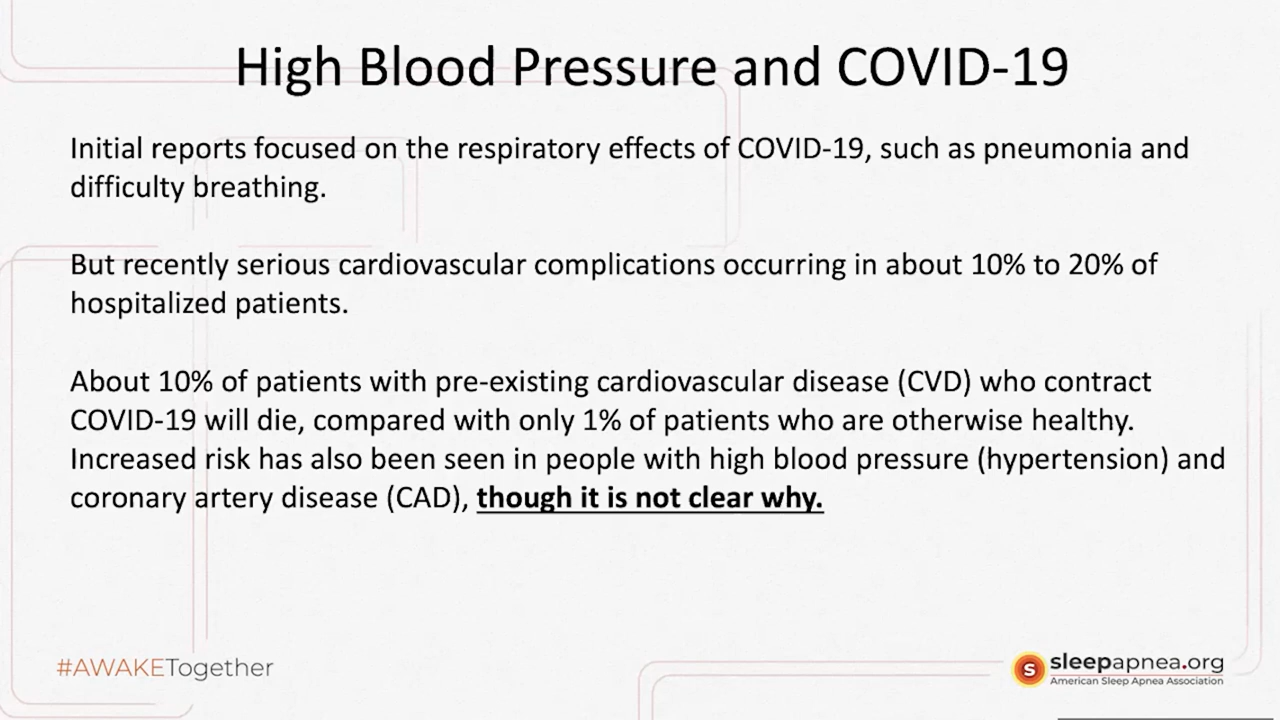 High Blood Pressure and COVID-19
Initial reports focused on the respiratory effects of COVID-19, such as pneumonia and
difficulty breathing.
But recently serious cardiovascular complications occurring in about 10% to 20% of
hospitalized patients.
About 10% of patients with pre-existing cardiovascular disease (CVD) who contract
COVID-19 will die, compared with only 1% of patients who are otherwise healthy.
Increased risk has also been seen in people with high blood pressure (hypertension) and
coronary artery disease (CAD), though it is not clear why.
#AWAKETogether
S
sleepapnea.org
American Sleep Apnea Association